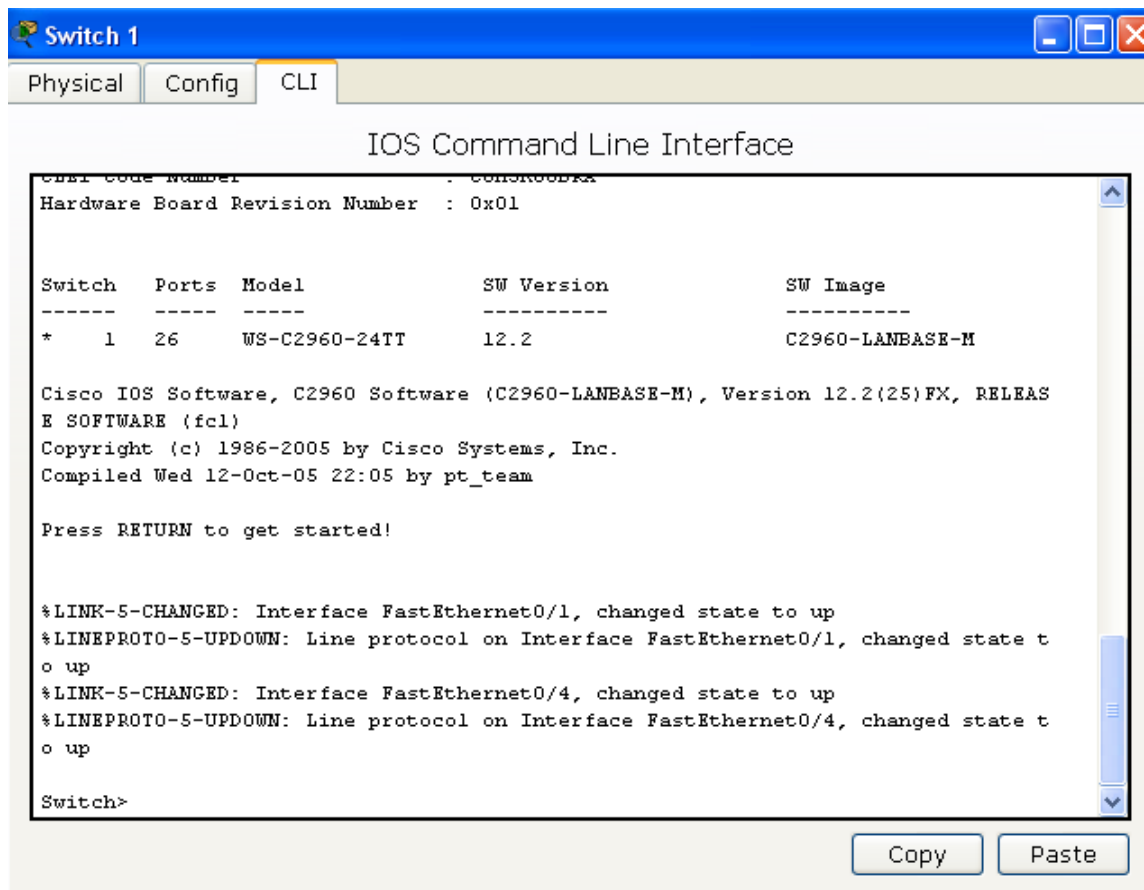 Switch 1
Physical Config CLI
IOS Command Line Interface
Hardware Board Revision Number : 0x01
Switch Ports Model SW Version SW Image
------ ----- ----- ---------- ----------
* 1 26 WS-C2960-24TT 12.2 C2960-LANBASE-M
Cisco IOS Software, C2960 Software (C2960-LANBASE-M), Version 12.2(25)FX, RELEAS
E SOFTWARE (fc1)
Copyright (c) 1986-2005 by Cisco Systems, Inc.
Compiled Wed 12-Oct-05 22:05 by pt_team
Press RETURN to get started!
%LINK-5-CHANGED: Interface FastEthernet0/1, changed state to up
%LINEPROTO-5-UPDOWN: Line protocol on Interface FastEthernet0/1, changed state t
o up
%LINK-5-CHANGED: Interface FastEthernet0/4, changed state to up
%LINEPROTO-5-UPDOWN: Line protocol on Interface FastEthernet0/4, changed state t
o up
Switch>
Copy Paste